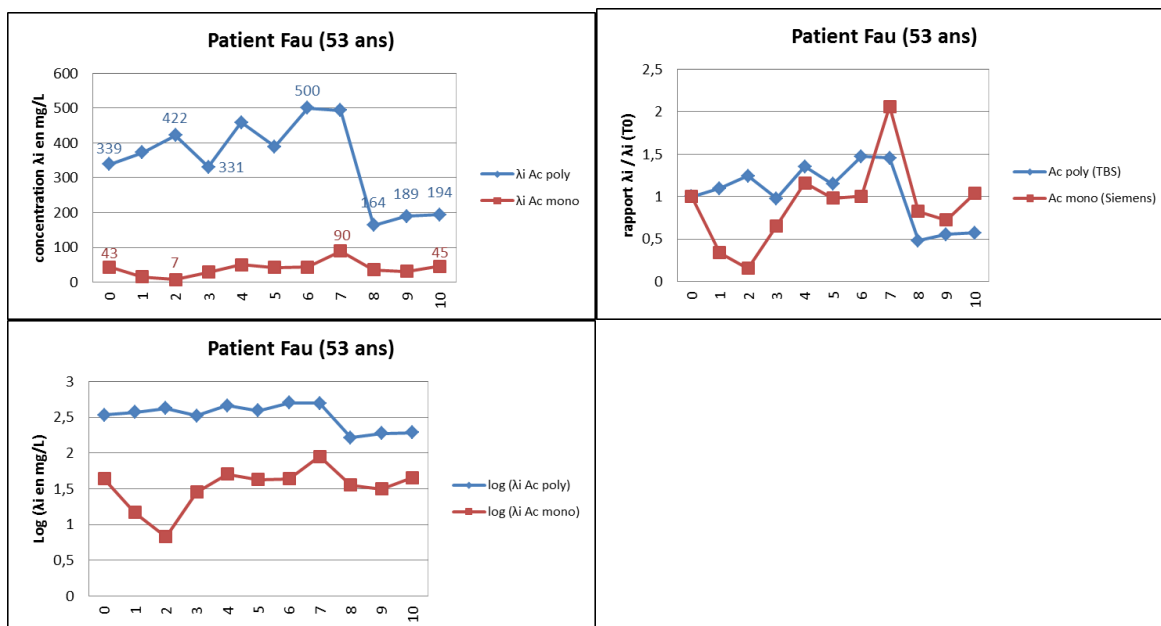 Patient Fau (53 ans)
concentration λi en mg/L
600
500
400
300
200
100
0
339
422
331
500
164
189
194
43
7
90
45
0 1 2 3 4 5 6 7 8 9 10
λi Ac poly
λi Ac mono
Patient Fau (53 ans)
rapport λi / λi (T0)
2,5
2
1,5
1
0,5
0
0 1 2 3 4 5 6 7 8 9 10
Ac poly (TBS)
Ac mono (Siemens)
Patient Fau (53 ans)
Log (λi en mg/L)
3
2,5
2
1,5
1
0,5
0
0 1 2 3 4 5 6 7 8 9 10
log (λi Ac poly)
log (λi Ac mono)